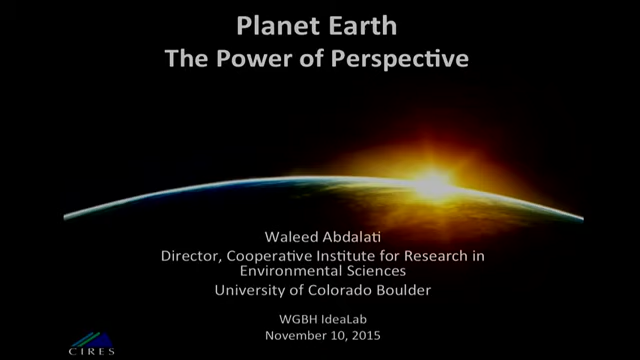 Planet Earth
The Power of Perspective
Waleed Abdalati
Director, Cooperative Institute for Research in
Environmental Sciences
University of Colorado Boulder
WGBH IdeaLab
November 10, 2015
CIRES